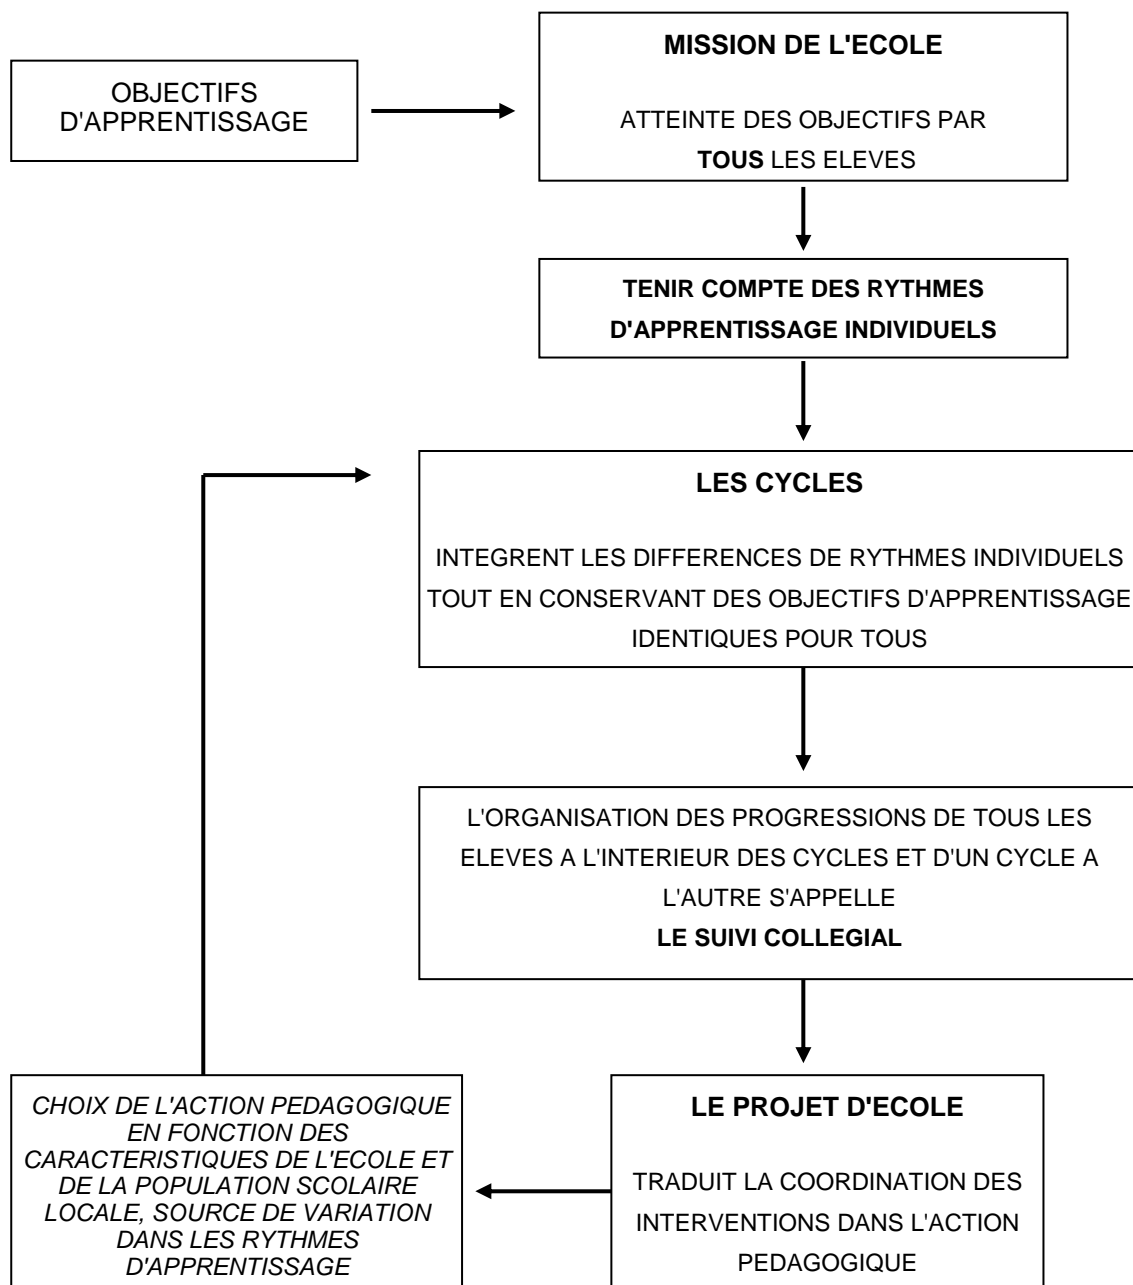 OBJECTIFS
D'APPRENTISSAGE
MISSION DE L'ECOLE
ATTEINTE DES OBJECTIFS PAR
TOUS LES ELEVES
TENIR COMPTE DES RYTHMES
D'APPRENTISSAGE INDIVIDUELS
LES CYCLES
INTEGRENT LES DIFFERENCES DE RYTHMES INDIVIDUELS
TOUT EN CONSERVANT DES OBJECTIFS D'APPRENTISSAGE
IDENTIQUES POUR TOUS
L'ORGANISATION DES PROGRESSIONS DE TOUS LES
ELEVES A L'INTERIEUR DES CYCLES ET D'UN CYCLE A
L'AUTRE S'APPELLE
LE SUIVI COLLEGIAL
LE PROJET D'ECOLE
TRADUIT LA COORDINATION DES
INTERVENTIONS DANS L'ACTION
PEDAGOGIQUE
CHOIX DE L'ACTION PEDAGOGIQUE
EN FONCTION DES
CARACTERISTIQUES DE L'ECOLE ET
DE LA POPULATION SCOLAIRE
LOCALE, SOURCE DE VARIATION
DANS LES RYTHMES
D'APPRENTISSAGE